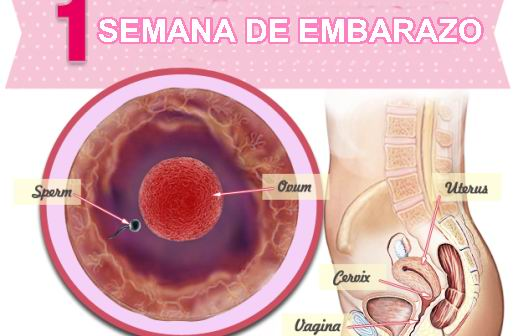 1 SEMANA DE EMBARAZO
Sperm
Ovum
Uterus
Cervix
Vagina